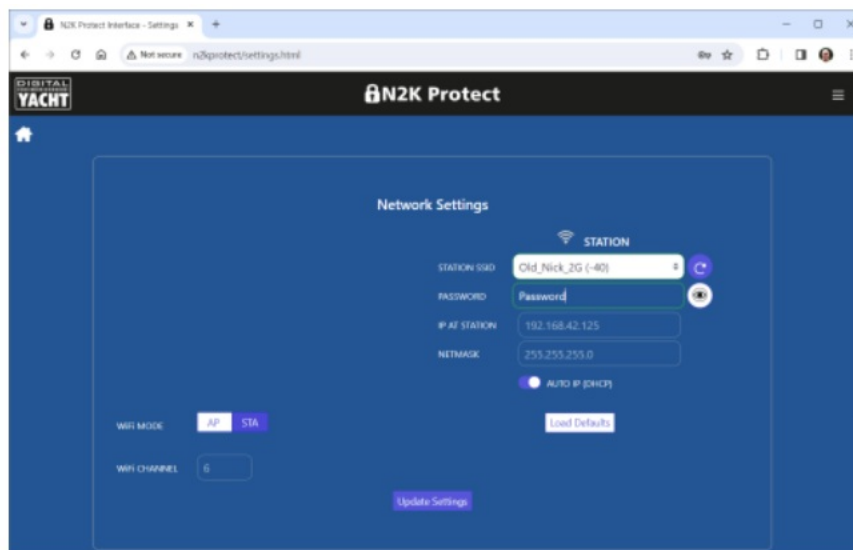 N2K Protect Interface - Settings
Not secure n2kprotect/settings.html
DIGITAL
YACHT
N2K Protect
Network Settings
STATION
STATION SSID Old_Nick_2G (-40)
PASSWORD Password
IP AT STATION 192.168.42.125
NETMASK 255.255.255.0
AUTO IP (DHCP)
WiFi MODE AP STA Load Defaults
WiFi CHANNEL 6
Update Settings